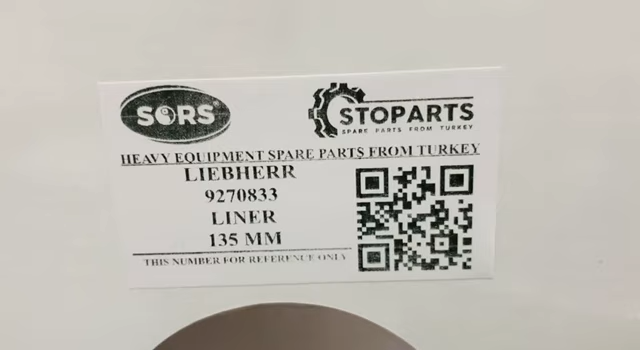 SORS®
STOPARTS
SPARE PARTS FROM TURKEY
HEAVY EQUIPMENT SPARE PARTS FROM TURKEY
LIEBHERR
9270833
LINER
135 MM
THIS NUMBER FOR REFERENCE ONLY